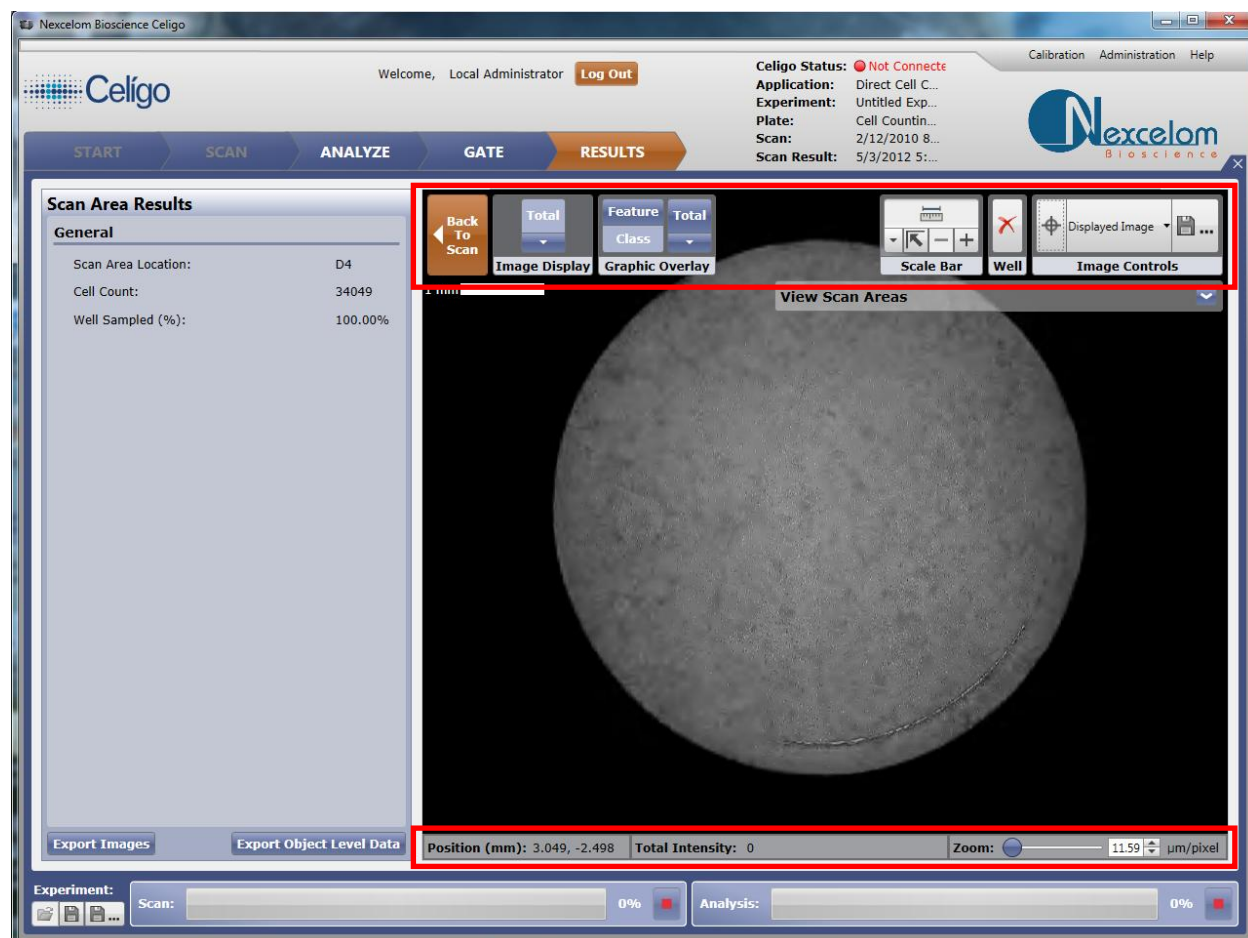 Nexcelom Bioscience Celigo
Calibration Administration Help
Celigo
Welcome, Local Administrator Log Out
Celigo Status: Not Connecte
Application: Direct Cell C...
Experiment: Untitled Exp...
Plate: Cell Countin...
Scan: 2/12/2010 8...
Scan Result: 5/3/2012 5:...
Nexcelom
Bioscience
START SCAN ANALYZE GATE RESULTS
Scan Area Results
General
Scan Area Location: D4
Cell Count: 34049
Well Sampled (%): 100.00%
Export Images Export Object Level Data
Back
To
Scan
Total
Image Display
Feature
Class
Total
Graphic Overlay
Scale Bar
Well
Displayed Image
...
Image Controls
1 mm
View Scan Areas
Position (mm): 3.049, -2.498 Total Intensity: 0 Zoom: 11.59 µm/pixel
Experiment:
...
Scan: 0%
Analysis: 0%